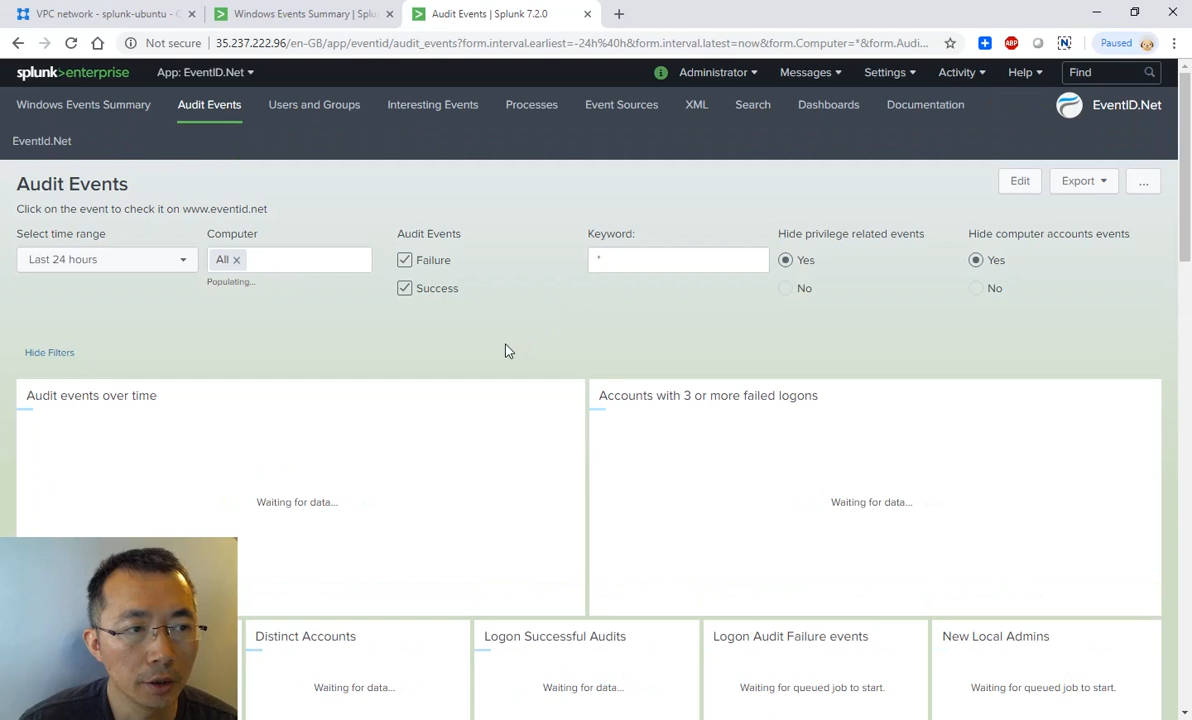 VPC network - splunk-ubuntu - 
Windows Events Summary | Splu
Audit Events | Splunk 7.2.0
Not secure
35.237.222.96/en-GB/app/eventid/audit_events?form.interval.earliest=-24h%40h&form.interval.latest=now&form.Computer=*&form.Audi...
ABP
N
Paused
splunk>enterprise
App: EventID.Net
i
Administrator
Messages
Settings
Activity
Help
Find
Windows Events Summary
Audit Events
Users and Groups
Interesting Events
Processes
Event Sources
XML
Search
Dashboards
Documentation
EventID.Net
EventId.Net
Audit Events
Edit
Export
...
Click on the event to check it on www.eventid.net
Select time range
Computer
Audit Events
Keyword:
Hide privilege related events
Hide computer accounts events
Last 24 hours
All
Failure
*
Yes
Yes
Populating...
Success
No
No
Hide Filters
Audit events over time
Accounts with 3 or more failed logons
Waiting for data...
Waiting for data...
Distinct Accounts
Logon Successful Audits
Logon Audit Failure events
New Local Admins
Waiting for data...
Waiting for data...
Waiting for queued job to start.
Waiting for queued job to start.